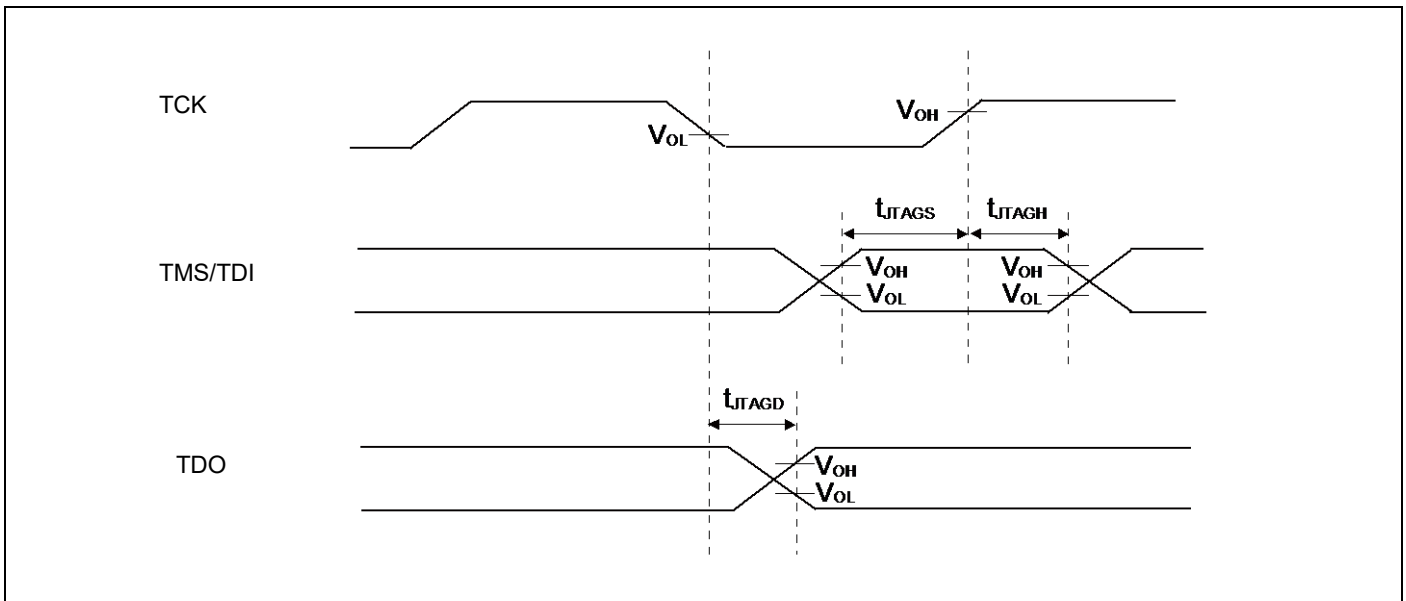 TCK
VOL
VOH
tJTAGS tJTAGH
TMS/TDI
VOH VOH
VOL VOL
tJTAGD
TDO
VOH
VOL